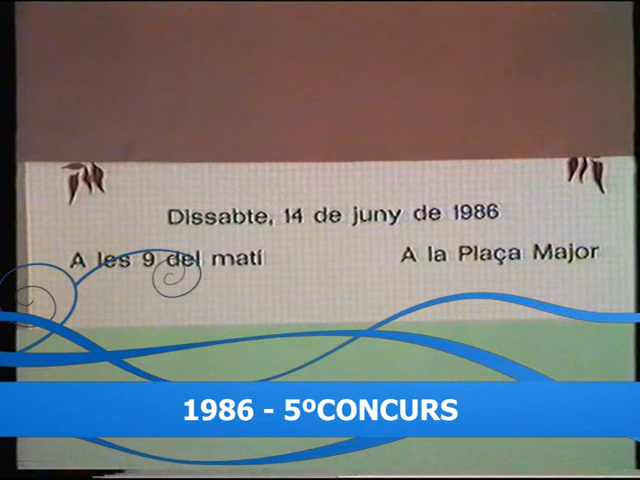 Dissabte, 14 de juny de 1986
A les 9 del matí
A la Plaça Major
1986 - 5ºCONCURS